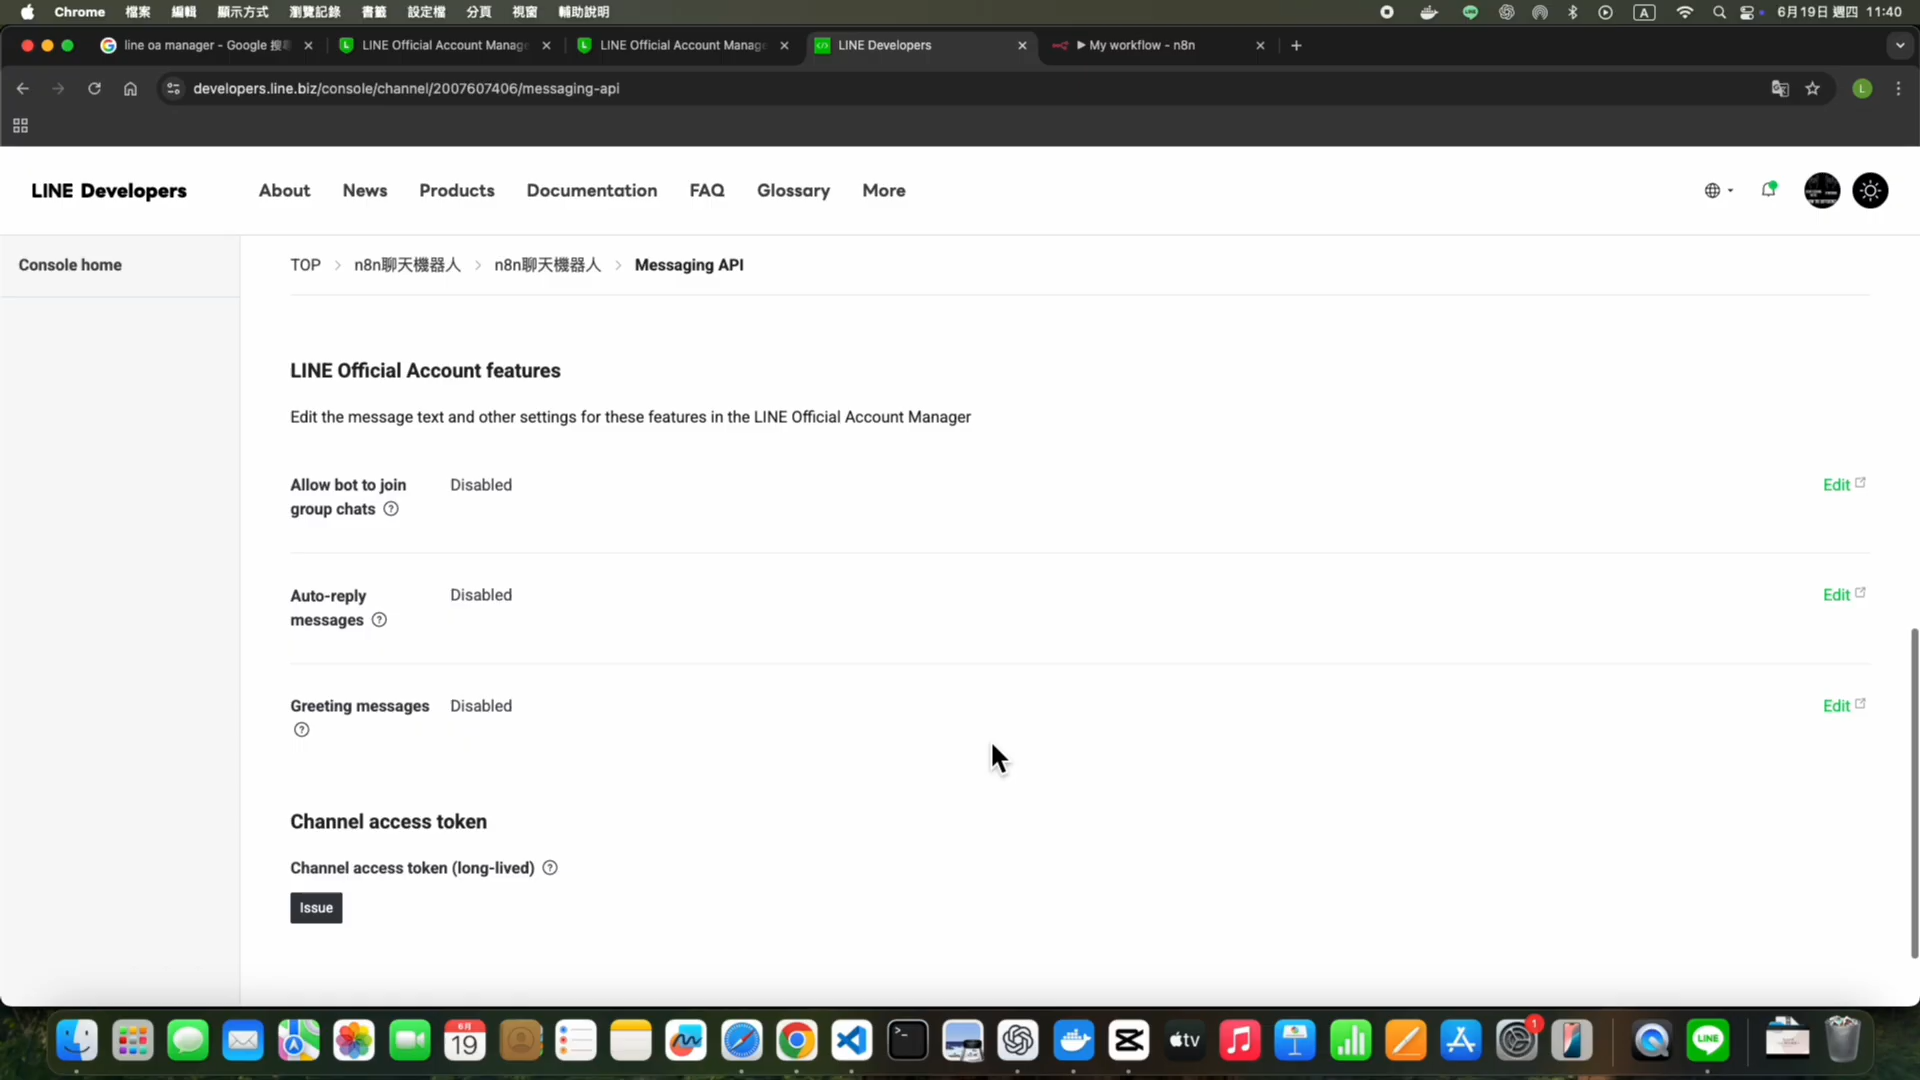 Chrome 檔案 編輯 顯示方式 瀏覽記錄 書籤 設定檔 分頁 視窗 輔助說明
A 6月19日 週四 11:40
line oa manager - Google 搜尋
LINE Official Account Manage
LINE Official Account Manage
LINE Developers
My workflow - n8n
developers.line.biz/console/channel/2007607406/messaging-api
L
LINE Developers About News Products Documentation FAQ Glossary More
Console home
TOP > n8n聊天機器人 > n8n聊天機器人 > Messaging API
LINE Official Account features
Edit the message text and other settings for these features in the LINE Official Account Manager
Allow bot to join Disabled Edit
group chats
Auto-reply Disabled Edit
messages
Greeting messages Disabled Edit
Channel access token
Channel access token (long-lived)
Issue
6月
19
tv
1
LINE